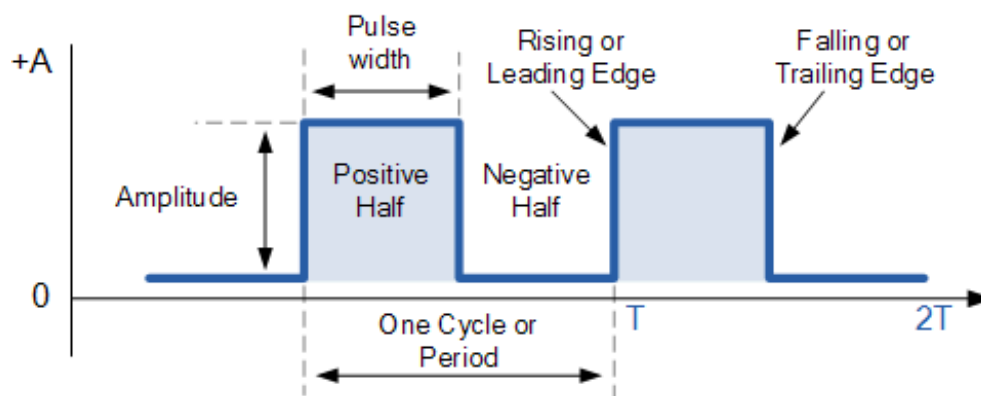 +A
Pulse
width
Rising or
Leading Edge
Falling or
Trailing Edge
Amplitude
Positive
Half
Negative
Half
0
One Cycle or
Period
T
2T